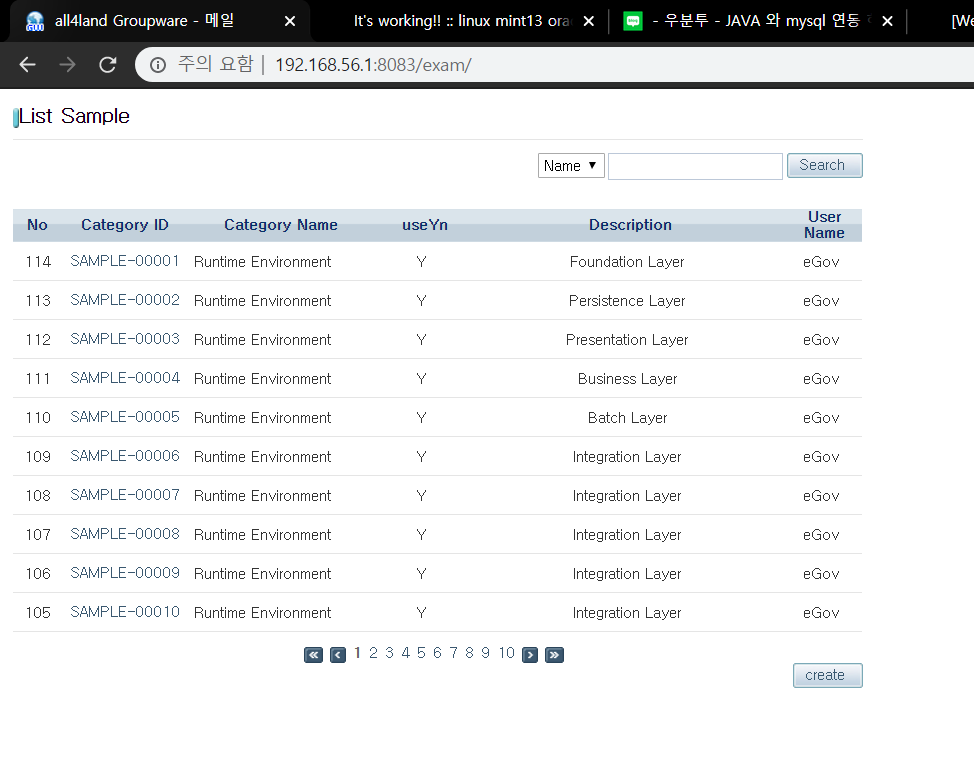 all4land Groupware - 메일
It's working!! :: linux mint13 ora
- 우분투 - JAVA 와 mysql 연동
[We
주의 요함 | 192.168.56.1:8083/exam/
List Sample
Name ▼ Search
No Category ID Category Name useYn Description User Name
114 SAMPLE-00001 Runtime Environment Y Foundation Layer eGov
113 SAMPLE-00002 Runtime Environment Y Persistence Layer eGov
112 SAMPLE-00003 Runtime Environment Y Presentation Layer eGov
111 SAMPLE-00004 Runtime Environment Y Business Layer eGov
110 SAMPLE-00005 Runtime Environment Y Batch Layer eGov
109 SAMPLE-00006 Runtime Environment Y Integration Layer eGov
108 SAMPLE-00007 Runtime Environment Y Integration Layer eGov
107 SAMPLE-00008 Runtime Environment Y Integration Layer eGov
106 SAMPLE-00009 Runtime Environment Y Integration Layer eGov
105 SAMPLE-00010 Runtime Environment Y Integration Layer eGov
1 2 3 4 5 6 7 8 9 10
create